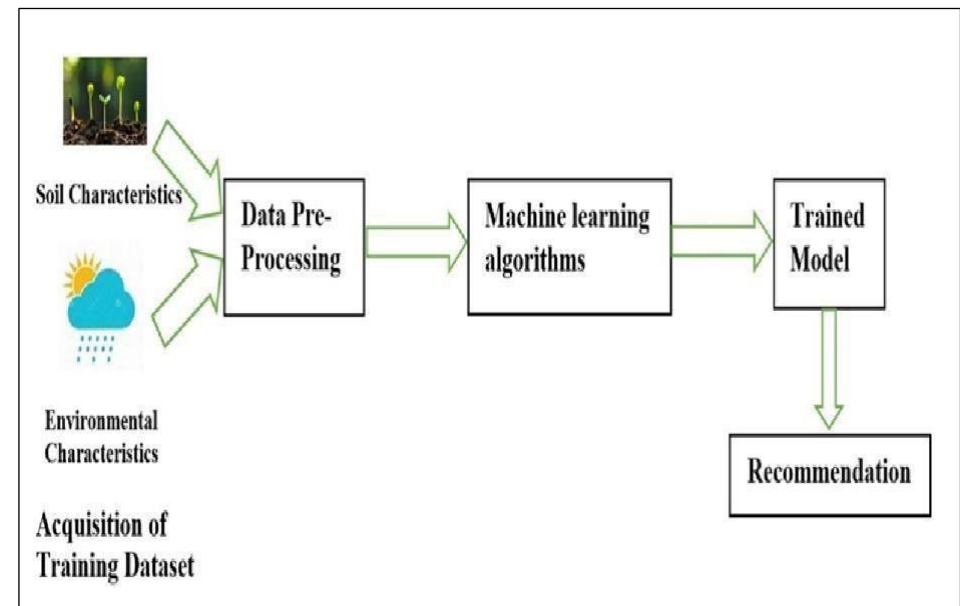 Soil Characteristics
Environmental
Characteristics
Acquisition of
Training Dataset
Data Pre-
Processing
Machine learning
algorithms
Trained
Model
Recommendation